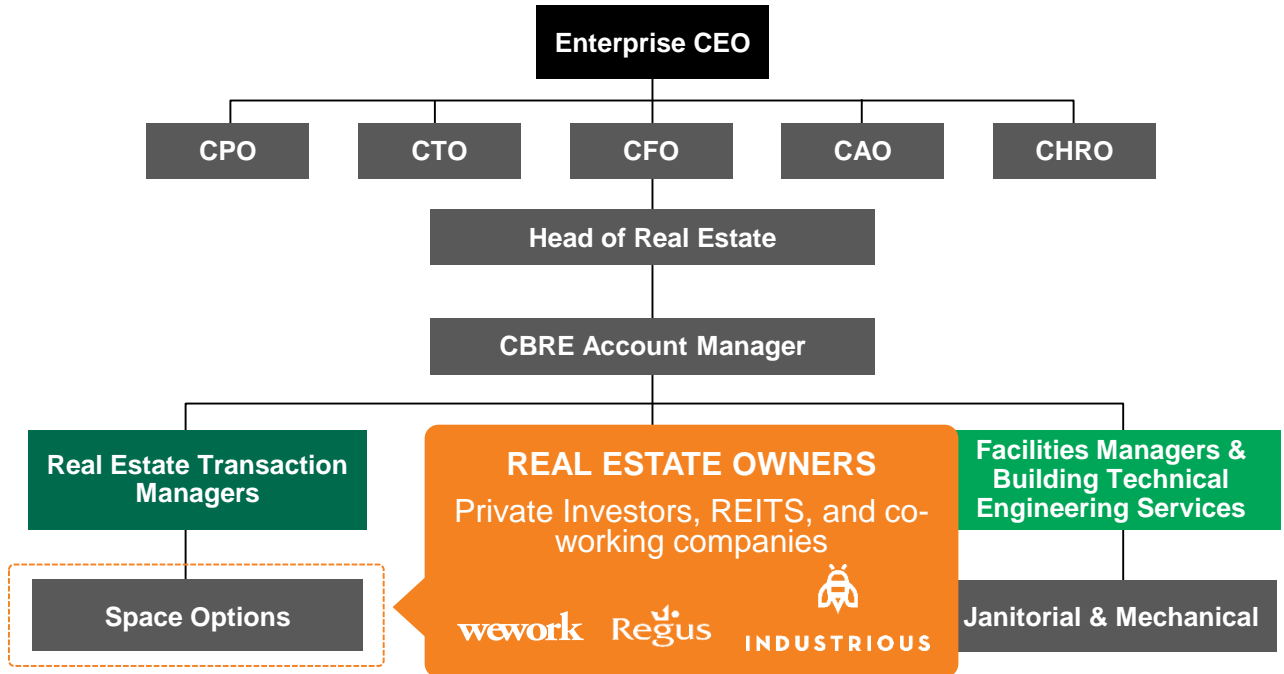 Enterprise CEO
CPO
CTO
CFO
CAO
CHRO
Head of Real Estate
CBRE Account Manager
Real Estate Transaction
Managers
REAL ESTATE OWNERS
Private Investors, REITS, and co-
working companies
wework
Regus
INDUSTRIOUS
Facilities Managers &
Building Technical
Engineering Services
Space Options
Janitorial & Mechanical